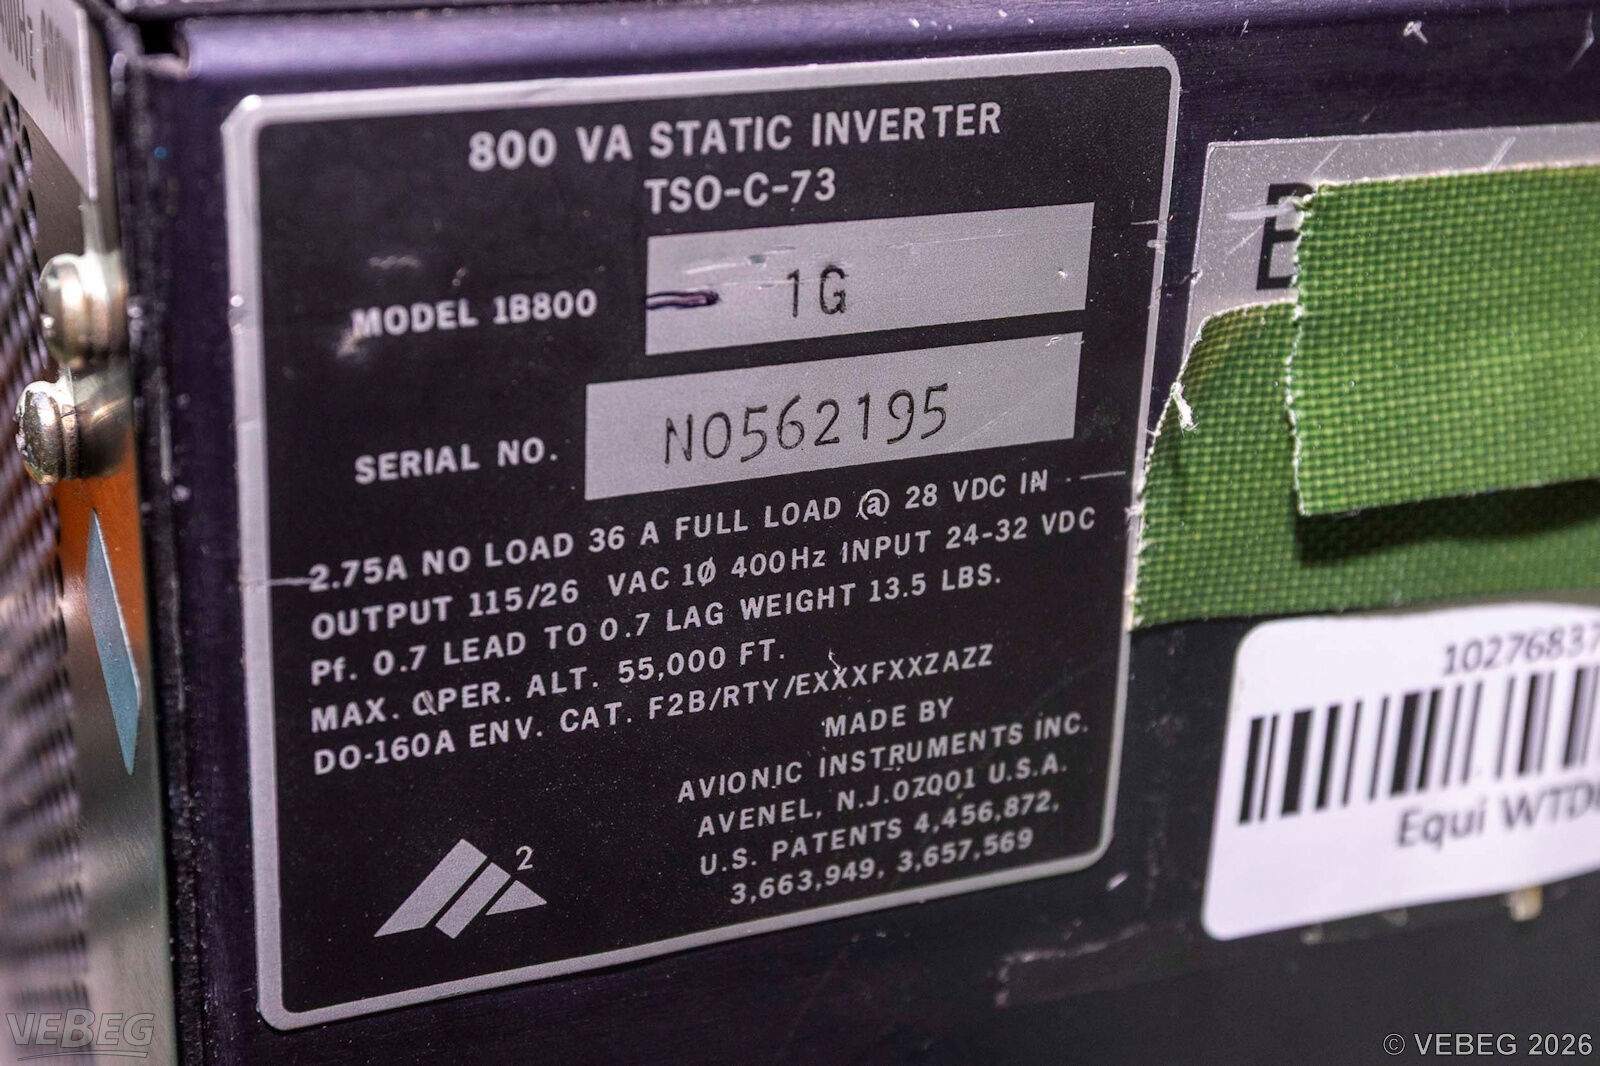 800 VA STATIC INVERTER
TSO-C-73
MODEL 1B800 1G
SERIAL NO. NO562195
2.75A NO LOAD 36 A FULL LOAD @ 28 VDC IN
OUTPUT 115/26 VAC 1Ø 400Hz INPUT 24-32 VDC
Pf. 0.7 LEAD TO 0.7 LAG WEIGHT 13.5 LBS.
MAX. OPER. ALT. 55,000 FT.
DO-160A ENV. CAT. F2B/RTY/EXXXFXXZAZZ
MADE BY
AVIONIC INSTRUMENTS INC.
AVENEL, N.J.07001 U.S.A.
U.S. PATENTS 4,456,872,
3,663,949, 3,657,569
2
10276837
Equi WTD
VEBEG
© VEBEG 2026